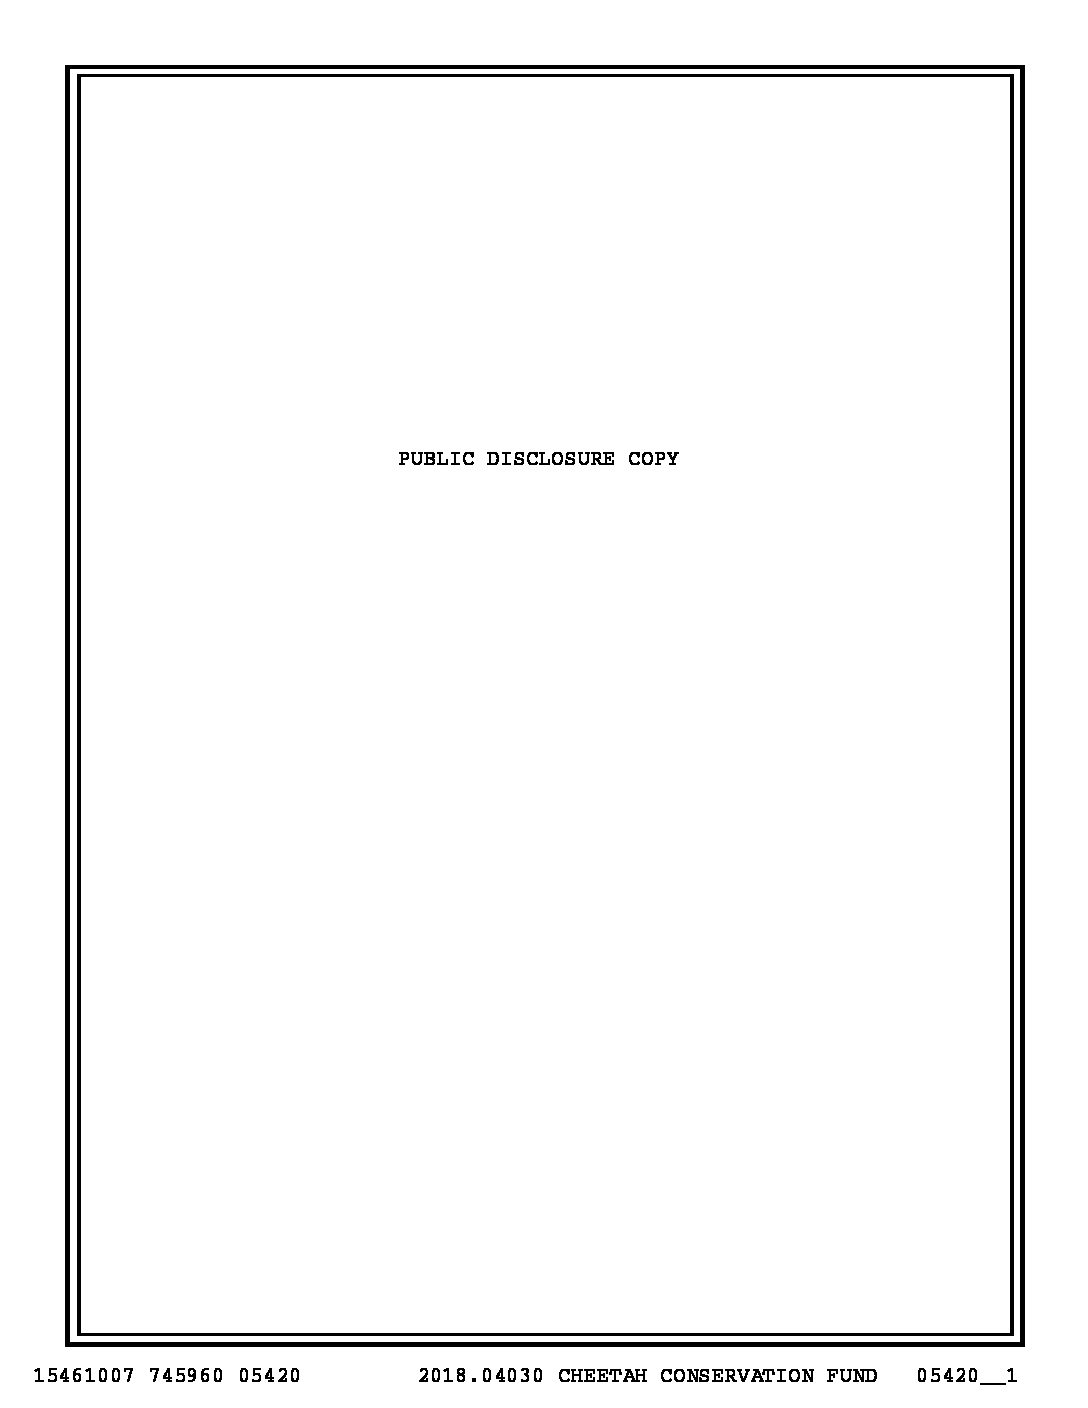 PUBLIC DISCLOSURE COPY
15461007 745960 05420 2018.04030 CHEETAH CONSERVATION FUND 05420__1